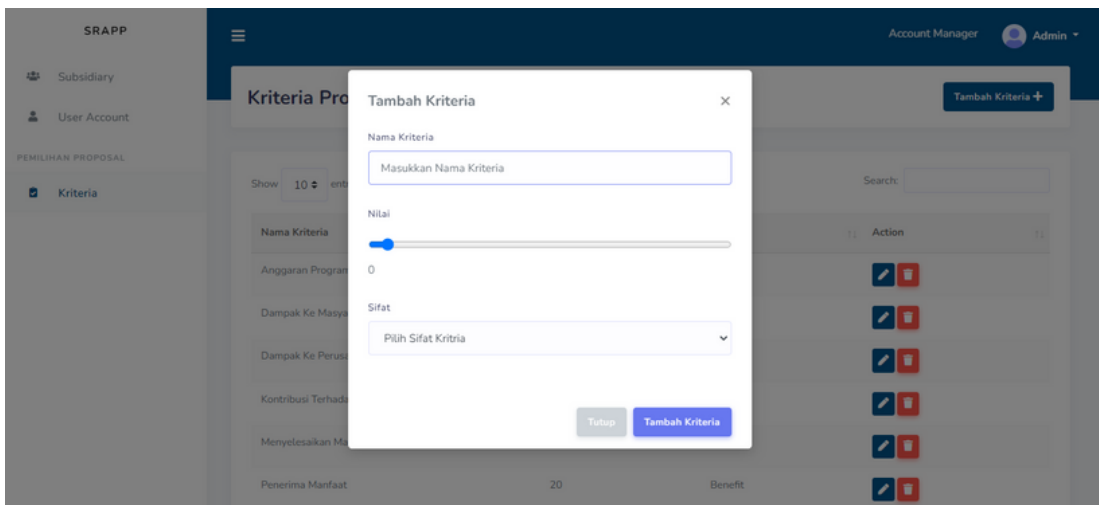 SRAPP
Account Manager
Admin
Subsidiary
User Account
PEMILIHAN PROPOSAL
Kriteria
Kriteria Pro
Tambah Kriteria
Tambah Kriteria
Nama Kriteria
Masukkan Nama Kriteria
Nilai
0
Sifat
Pilih Sifat Kritria
Tutup
Tambah Kriteria
Show 10 ent
Search:
Nama Kriteria
Action
Anggaran Program
Dampak Ke Masya
Dampak Ke Perusa
Kontribusi Terhada
Menyelesaikan Ma
Penerima Manfaat 20 Benefit